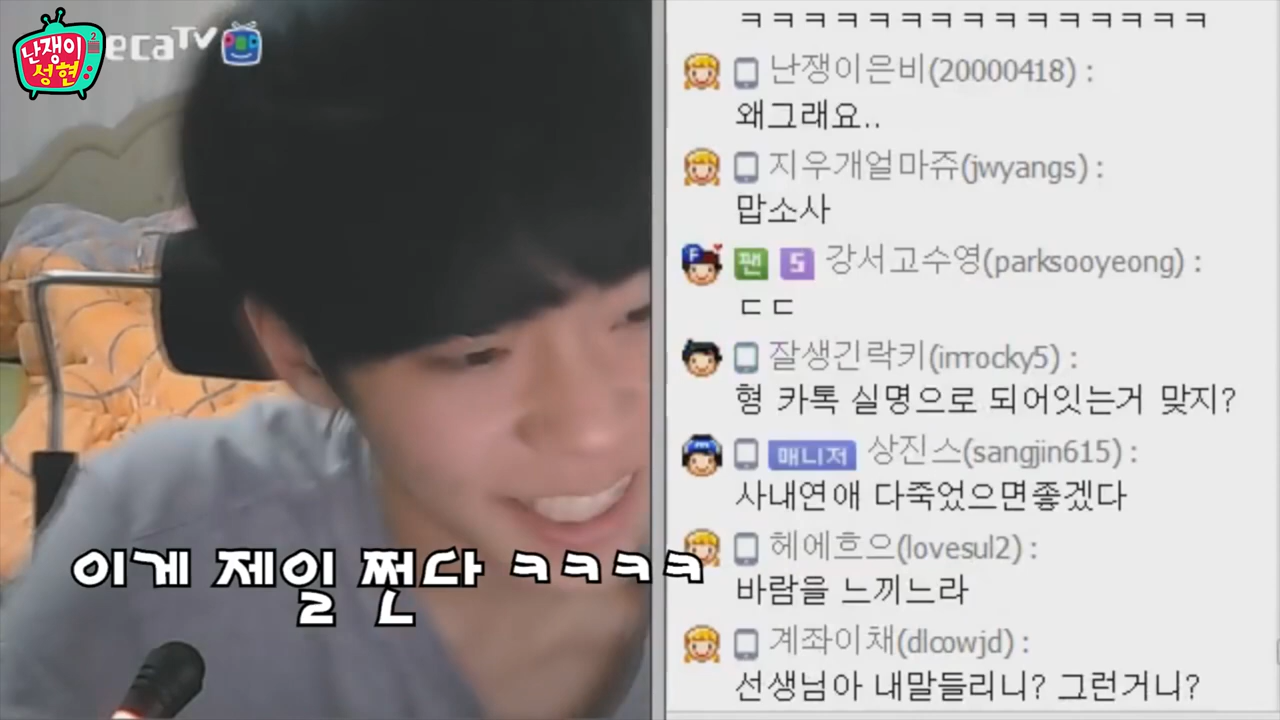 난쟁이
2
성현
ecaTV
이게 제일 쩐다 ㅋㅋㅋㅋ
ㅋㅋㅋㅋㅋㅋㅋㅋㅋㅋㅋㅋㅋㅋㅋ
난쟁이은비(20000418) :
왜그래요..
지우개얼마쥬(jwyangs) :
맙소사
F 팬 5 강서고수영(parksooyeong) :
ㄷㄷ
잘생긴락키(irrrocky5) :
형 카톡 실명으로 되어잇는거 맞지?
매니저 상진스(sangjin615) :
사내연애 다죽었으면좋겠다
헤에흐으(lovesul2) :
바람을 느끼느라
계좌이채(dlcowjd) :
선생님아 내말들리니? 그런거니?